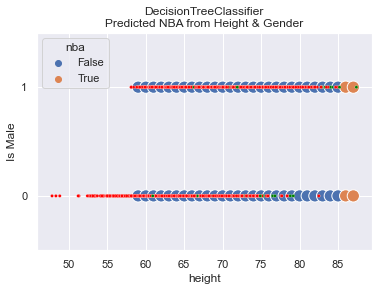 DecisionTreeClassifier
Predicted NBA from Height & Gender
nba
False
True
1
0
Is Male
50 55 60 65 70 75 80 85
height